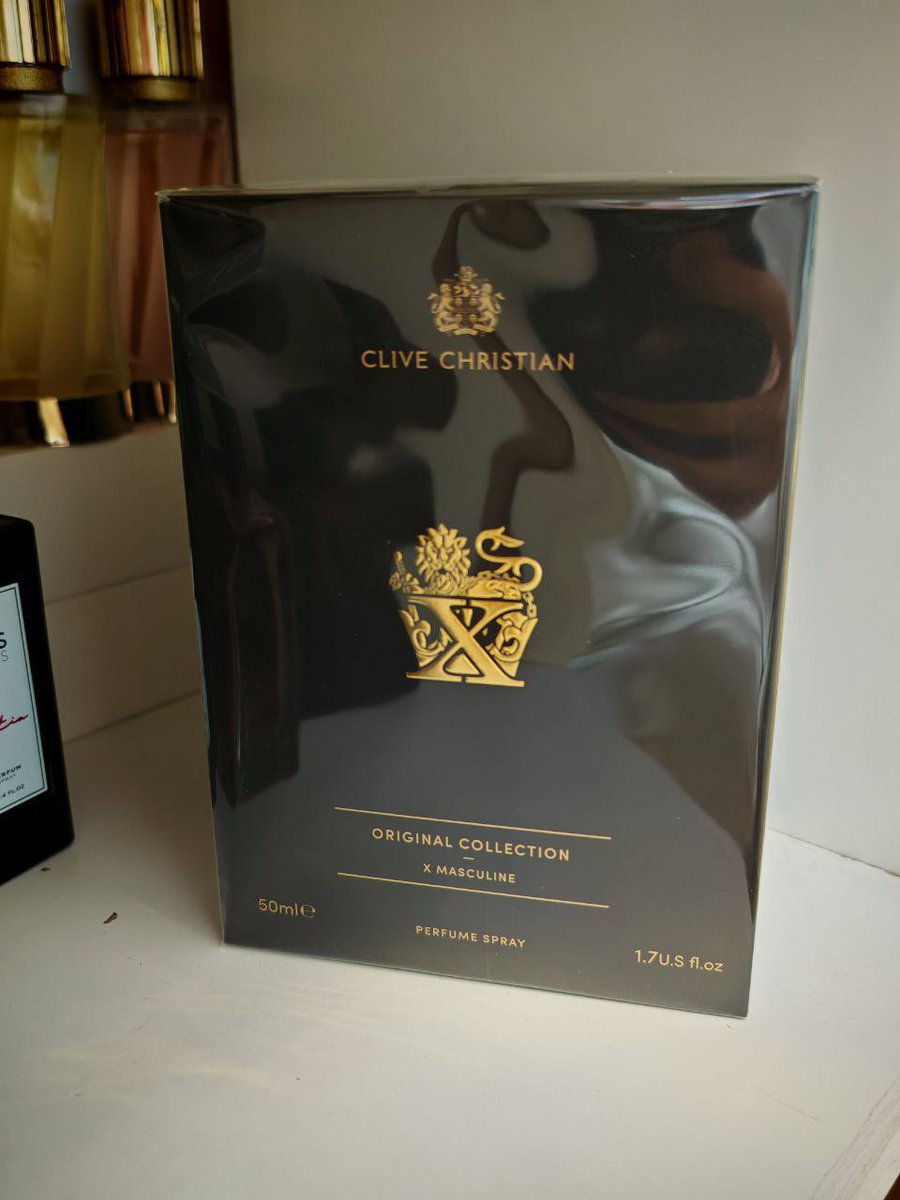 CLIVE CHRISTIAN
X
ORIGINAL COLLECTION
X MASCULINE
50ml℮
PERFUME SPRAY
1.7U.S fl.oz